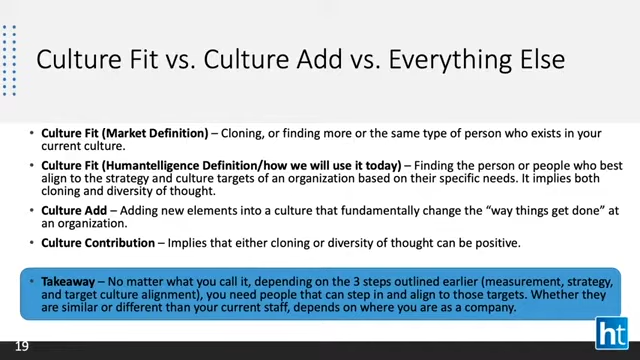 Culture Fit vs. Culture Add vs. Everything Else
• Culture Fit (Market Definition) – Cloning, or finding more or the same type of person who exists in your
current culture.
• Culture Fit (Humantelligence Definition/how we will use it today) – Finding the person or people who best
align to the strategy and culture targets of an organization based on their specific needs. It implies both
cloning and diversity of thought.
• Culture Add – Adding new elements into a culture that fundamentally change the “way things get done” at
an organization.
• Culture Contribution – Implies that either cloning or diversity of thought can be positive.
• Takeaway – No matter what you call it, depending on the 3 steps outlined earlier (measurement, strategy,
and target culture alignment), you need people that can step in and align to those targets. Whether they
are similar or different than your current staff, depends on where you are as a company.
19
ht